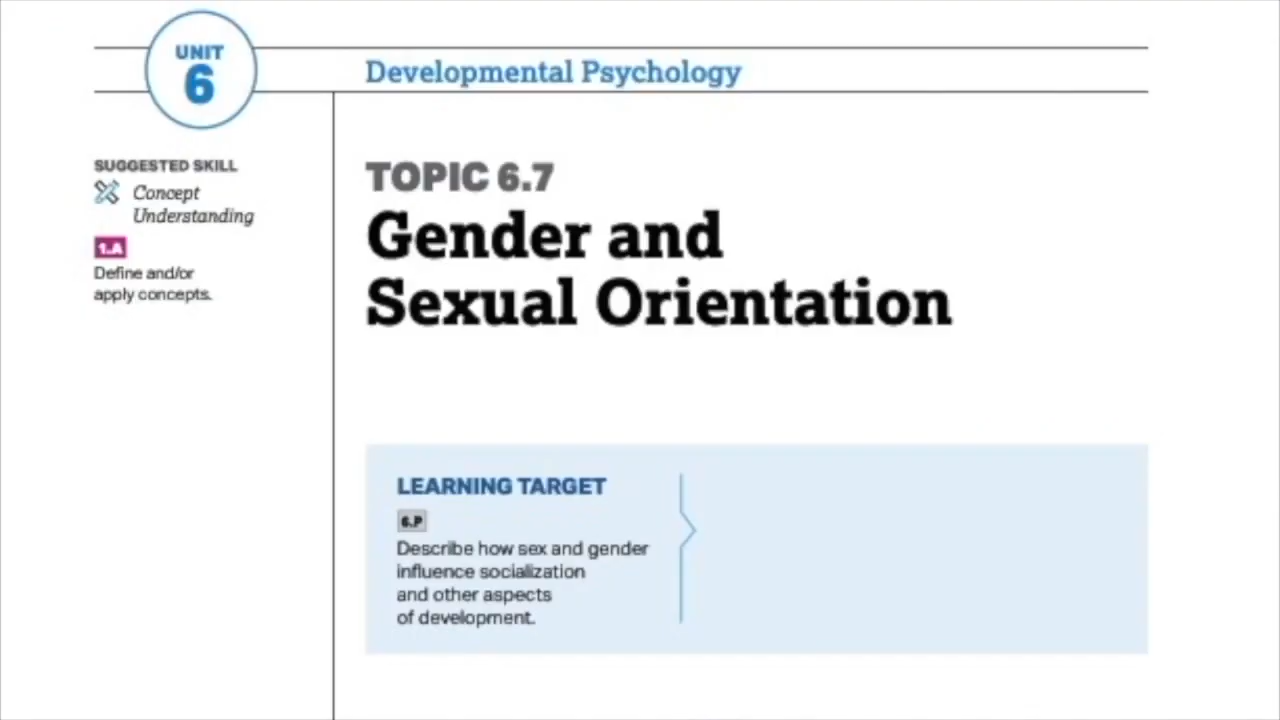 UNIT
6
Developmental Psychology
SUGGESTED SKILL
Concept
Understanding
1.A
Define and/or
apply concepts.
TOPIC 6.7
Gender and
Sexual Orientation
LEARNING TARGET
6.P
Describe how sex and gender
influence socialization
and other aspects
of development.